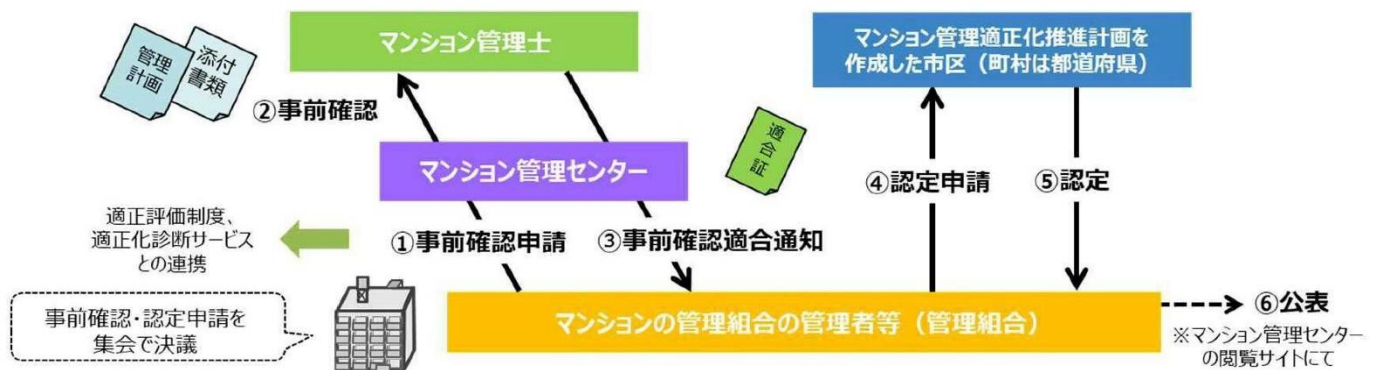 管理
計画
添付
書類
マンション管理士
マンション管理適正化推進計画を
作成した市区（町村は都道府県）
②事前確認
適合証
マンション管理センター
④認定申請
⑤認定
適正評価制度、
適正化診断サービス
との連携
①事前確認申請
③事前確認適合通知
事前確認・認定申請を
集会で決議
マンションの管理組合の管理者等（管理組合）
⑥公表
※マンション管理センター
の閲覧サイトにて